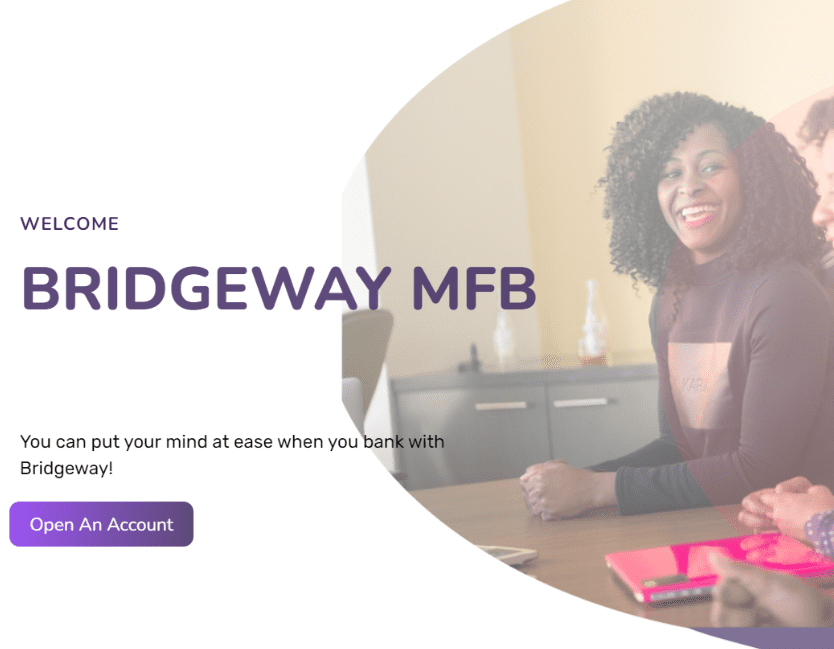 WELCOME
BRIDGEWAY MFB
You can put your mind at ease when you bank with
Bridgeway!
Open An Account